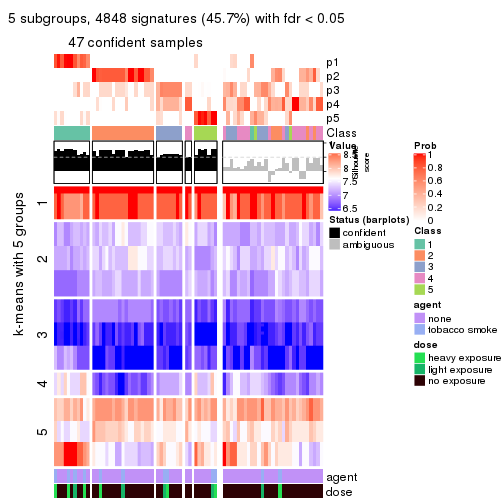 5 subgroups, 4848 signatures (45.7%) with fdr < 0.05
47 confident samples
p1
p2
p3
p4
p5
Class
k-means with 5 groups
1
2
3
4
5
agent
dose
Value
8.5
8
7.5
7
6.5
Silhouette
score
Status (barplots)
confident
ambiguous
Prob
1
0.8
0.6
0.4
0.2
0
Class
1
2
3
4
5
agent
none
tobacco smoke
dose
heavy exposure
light exposure
no exposure